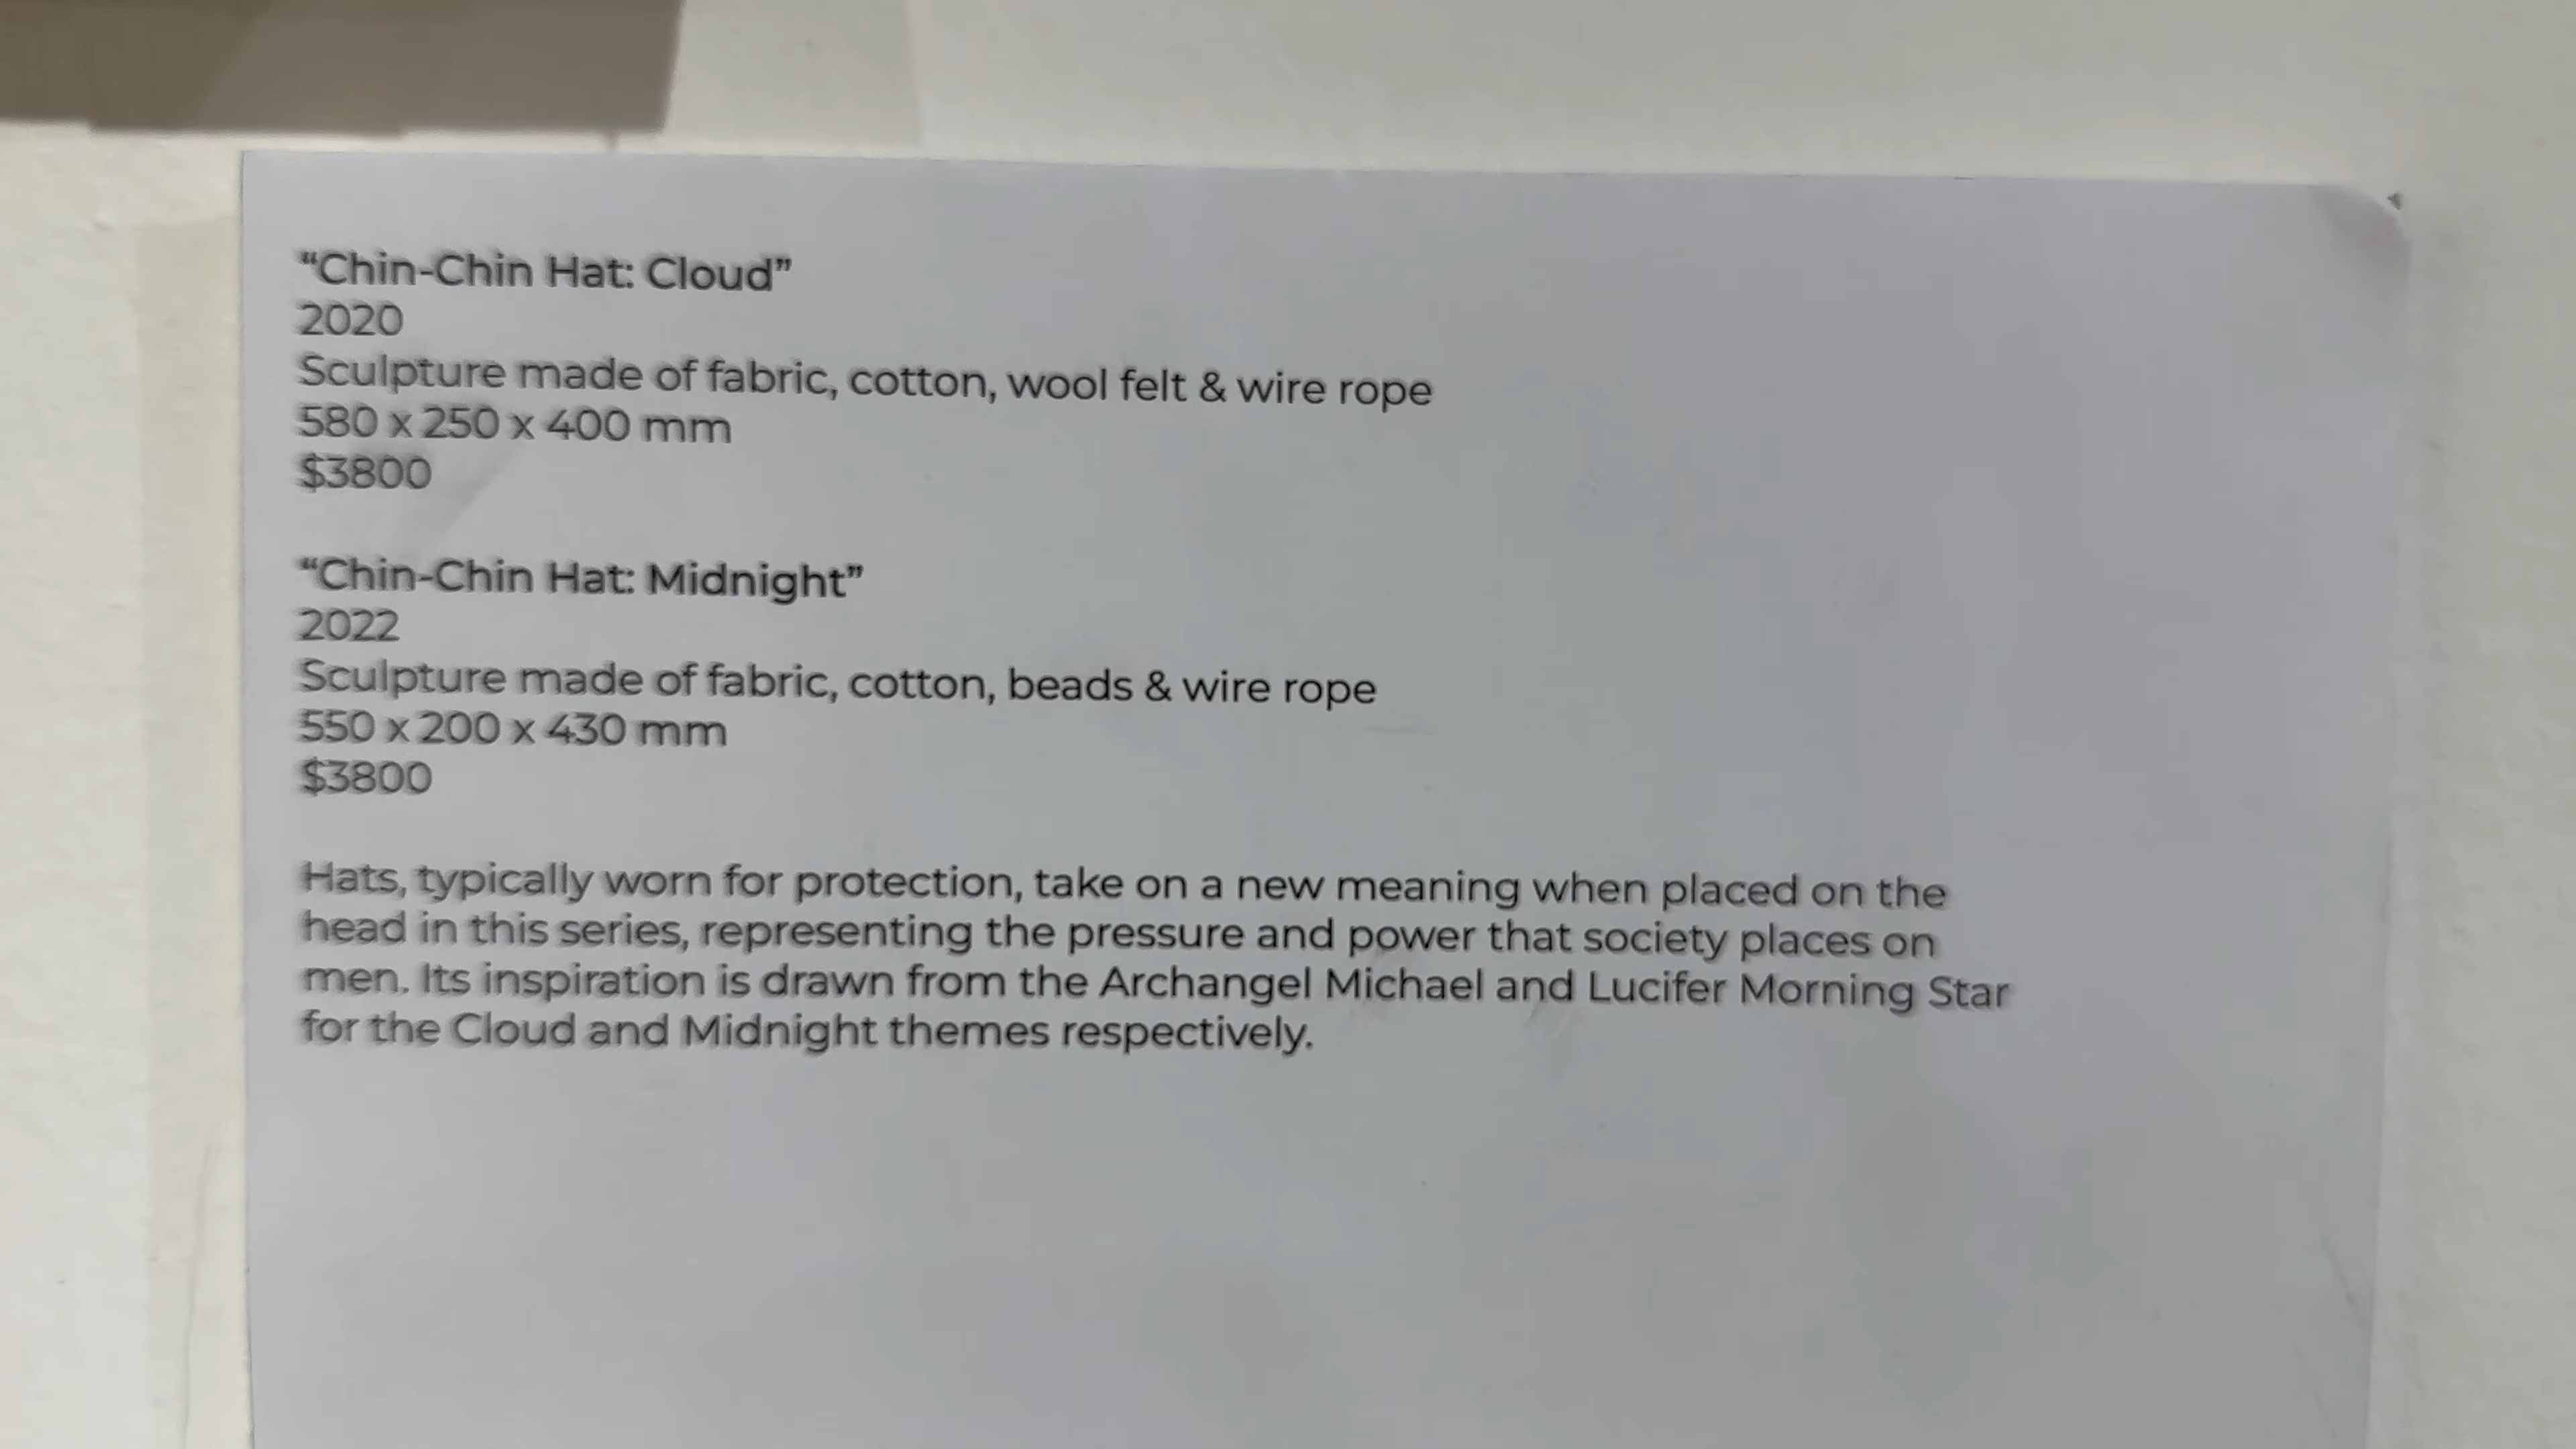 “Chin-Chin Hat: Cloud”
2020
Sculpture made of fabric, cotton, wool felt & wire rope
580 x 250 x 400 mm
$3800
“Chin-Chin Hat: Midnight”
2022
Sculpture made of fabric, cotton, beads & wire rope
550 x 200 x 430 mm
$3800
Hats, typically worn for protection, take on a new meaning when placed on the
head in this series, representing the pressure and power that society places on
men. Its inspiration is drawn from the Archangel Michael and Lucifer Morning Star
for the Cloud and Midnight themes respectively.